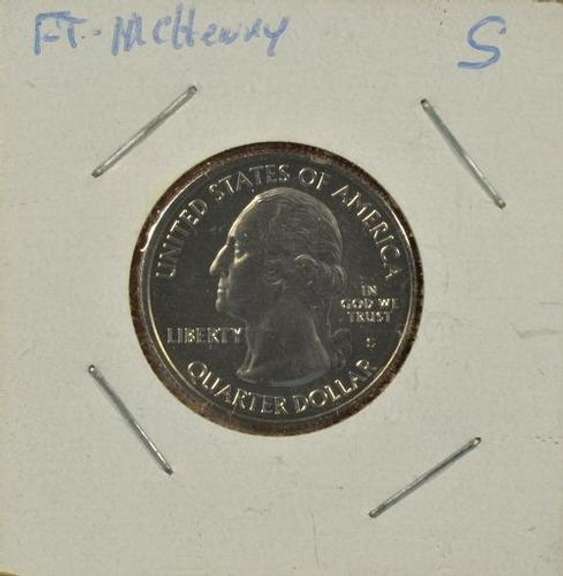 FT-McHenry S
UNITED STATES OF AMERICA
IN
GOD WE
TRUST
LIBERTY
S
QUARTER DOLLAR